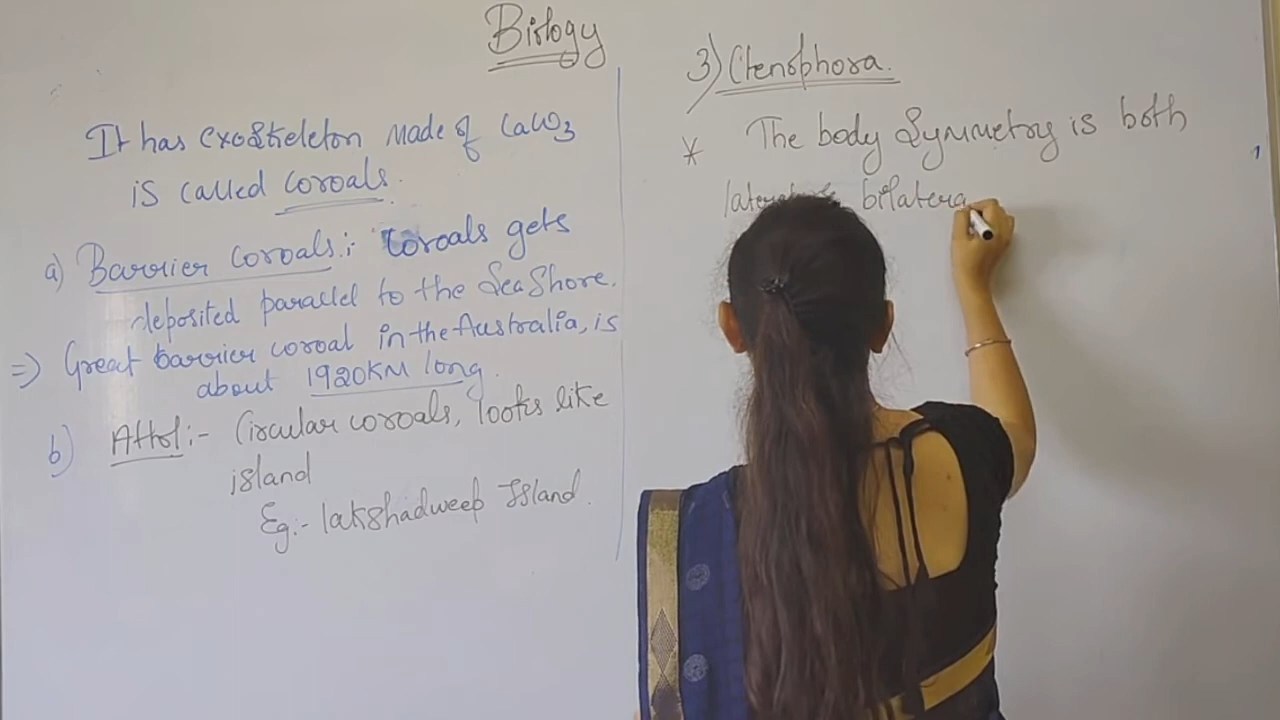 Biology
It has exoskeleton made of CaCO3
is called coroals.
a) Barrier coroals:; Coroals gets
deposited parallel to the Seashore.
=> Great barrier coroal in the Australia, is
about 1920KM long.
b) Attol:- Circular coroals, looks like
island
Eg:- lakshadweep Island.
3) Ctenophora.
* The body Symmetry is both
bilatera